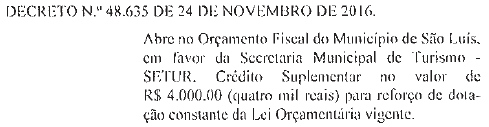 DECRETO N.º 48.635 DE 24 DE NOVEMBRO DE 2016.
Abre no Orçamento Fiscal do Município de São Luís,
em favor da Secretaria Municipal de Turismo -
SETUR, Crédito Suplementar no valor de
R$ 4.000,00 (quatro mil reais) para reforço de dota-
ção constante da Lei Orçamentária vigente.